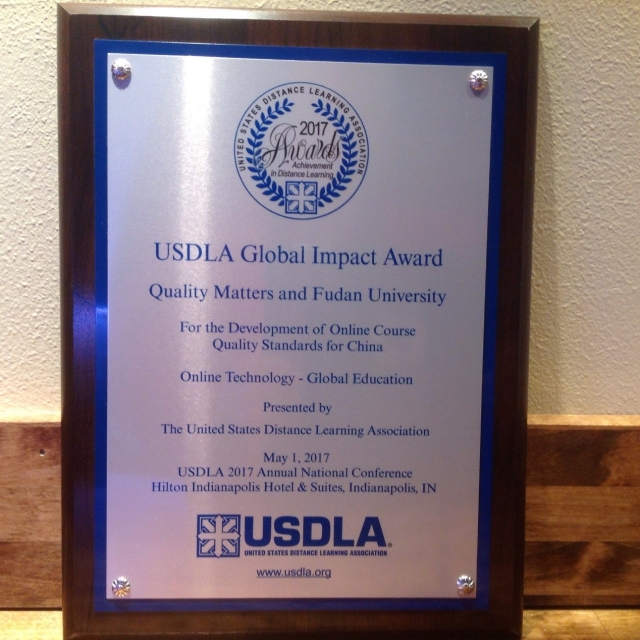 UNITED STATES DISTANCE LEARNING ASSOCIATION
2017
Awards
Achievement
in Distance Learning
USDLA Global Impact Award
Quality Matters and Fudan University
For the Development of Online Course
Quality Standards for China
Online Technology - Global Education
Presented by
The United States Distance Learning Association
May 1, 2017
USDLA 2017 Annual National Conference
Hilton Indianapolis Hotel & Suites, Indianapolis, IN
USDLA®
UNITED STATES DISTANCE LEARNING ASSOCIATION
www.usdla.org